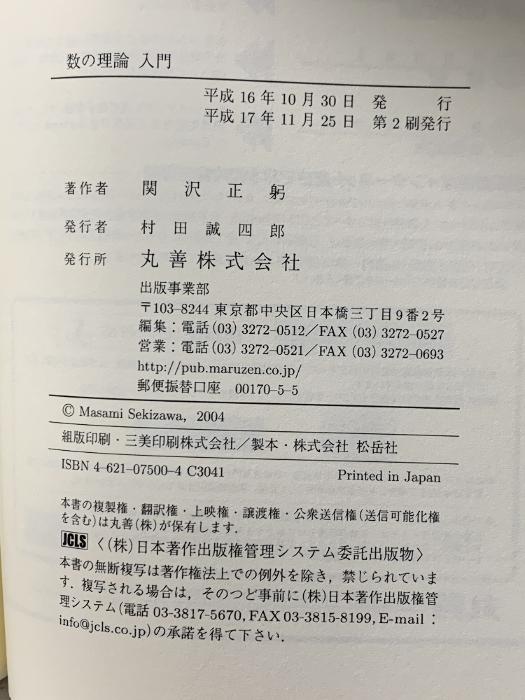 数の理論 入門
平成 16 年 10 月 30 日 発 行
平成 17 年 11 月 25 日 第 2 刷発行
著作者 関 沢 正 躬
発行者 村 田 誠 四 郎
発行所 丸善株式会社
出版事業部
〒103-8244 東京都中央区日本橋三丁目9番2号
編集：電話 (03) 3272-0512／FAX (03) 3272-0527
営業：電話 (03) 3272-0521／FAX (03) 3272-0693
http://pub.maruzen.co.jp/
郵便振替口座 00170-5-5
© Masami Sekizawa, 2004
組版印刷・三美印刷株式会社／製本・株式会社 松岳社
ISBN 4-621-07500-4 C3041 Printed in Japan
本書の複製権・翻訳権・上映権・譲渡権・公衆送信権(送信可能化権
を含む)は丸善(株)が保有します.
JCLS 〈(株)日本著作出版権管理システム委託出版物〉
本書の無断複写は著作権法上での例外を除き，禁じられていま
す. 複写される場合は，そのつど事前に(株)日本著作出版権管
理システム(電話 03-3817-5670, FAX 03-3815-8199, E-mail：
info@jcls.co.jp)の承諾を得て下さい.